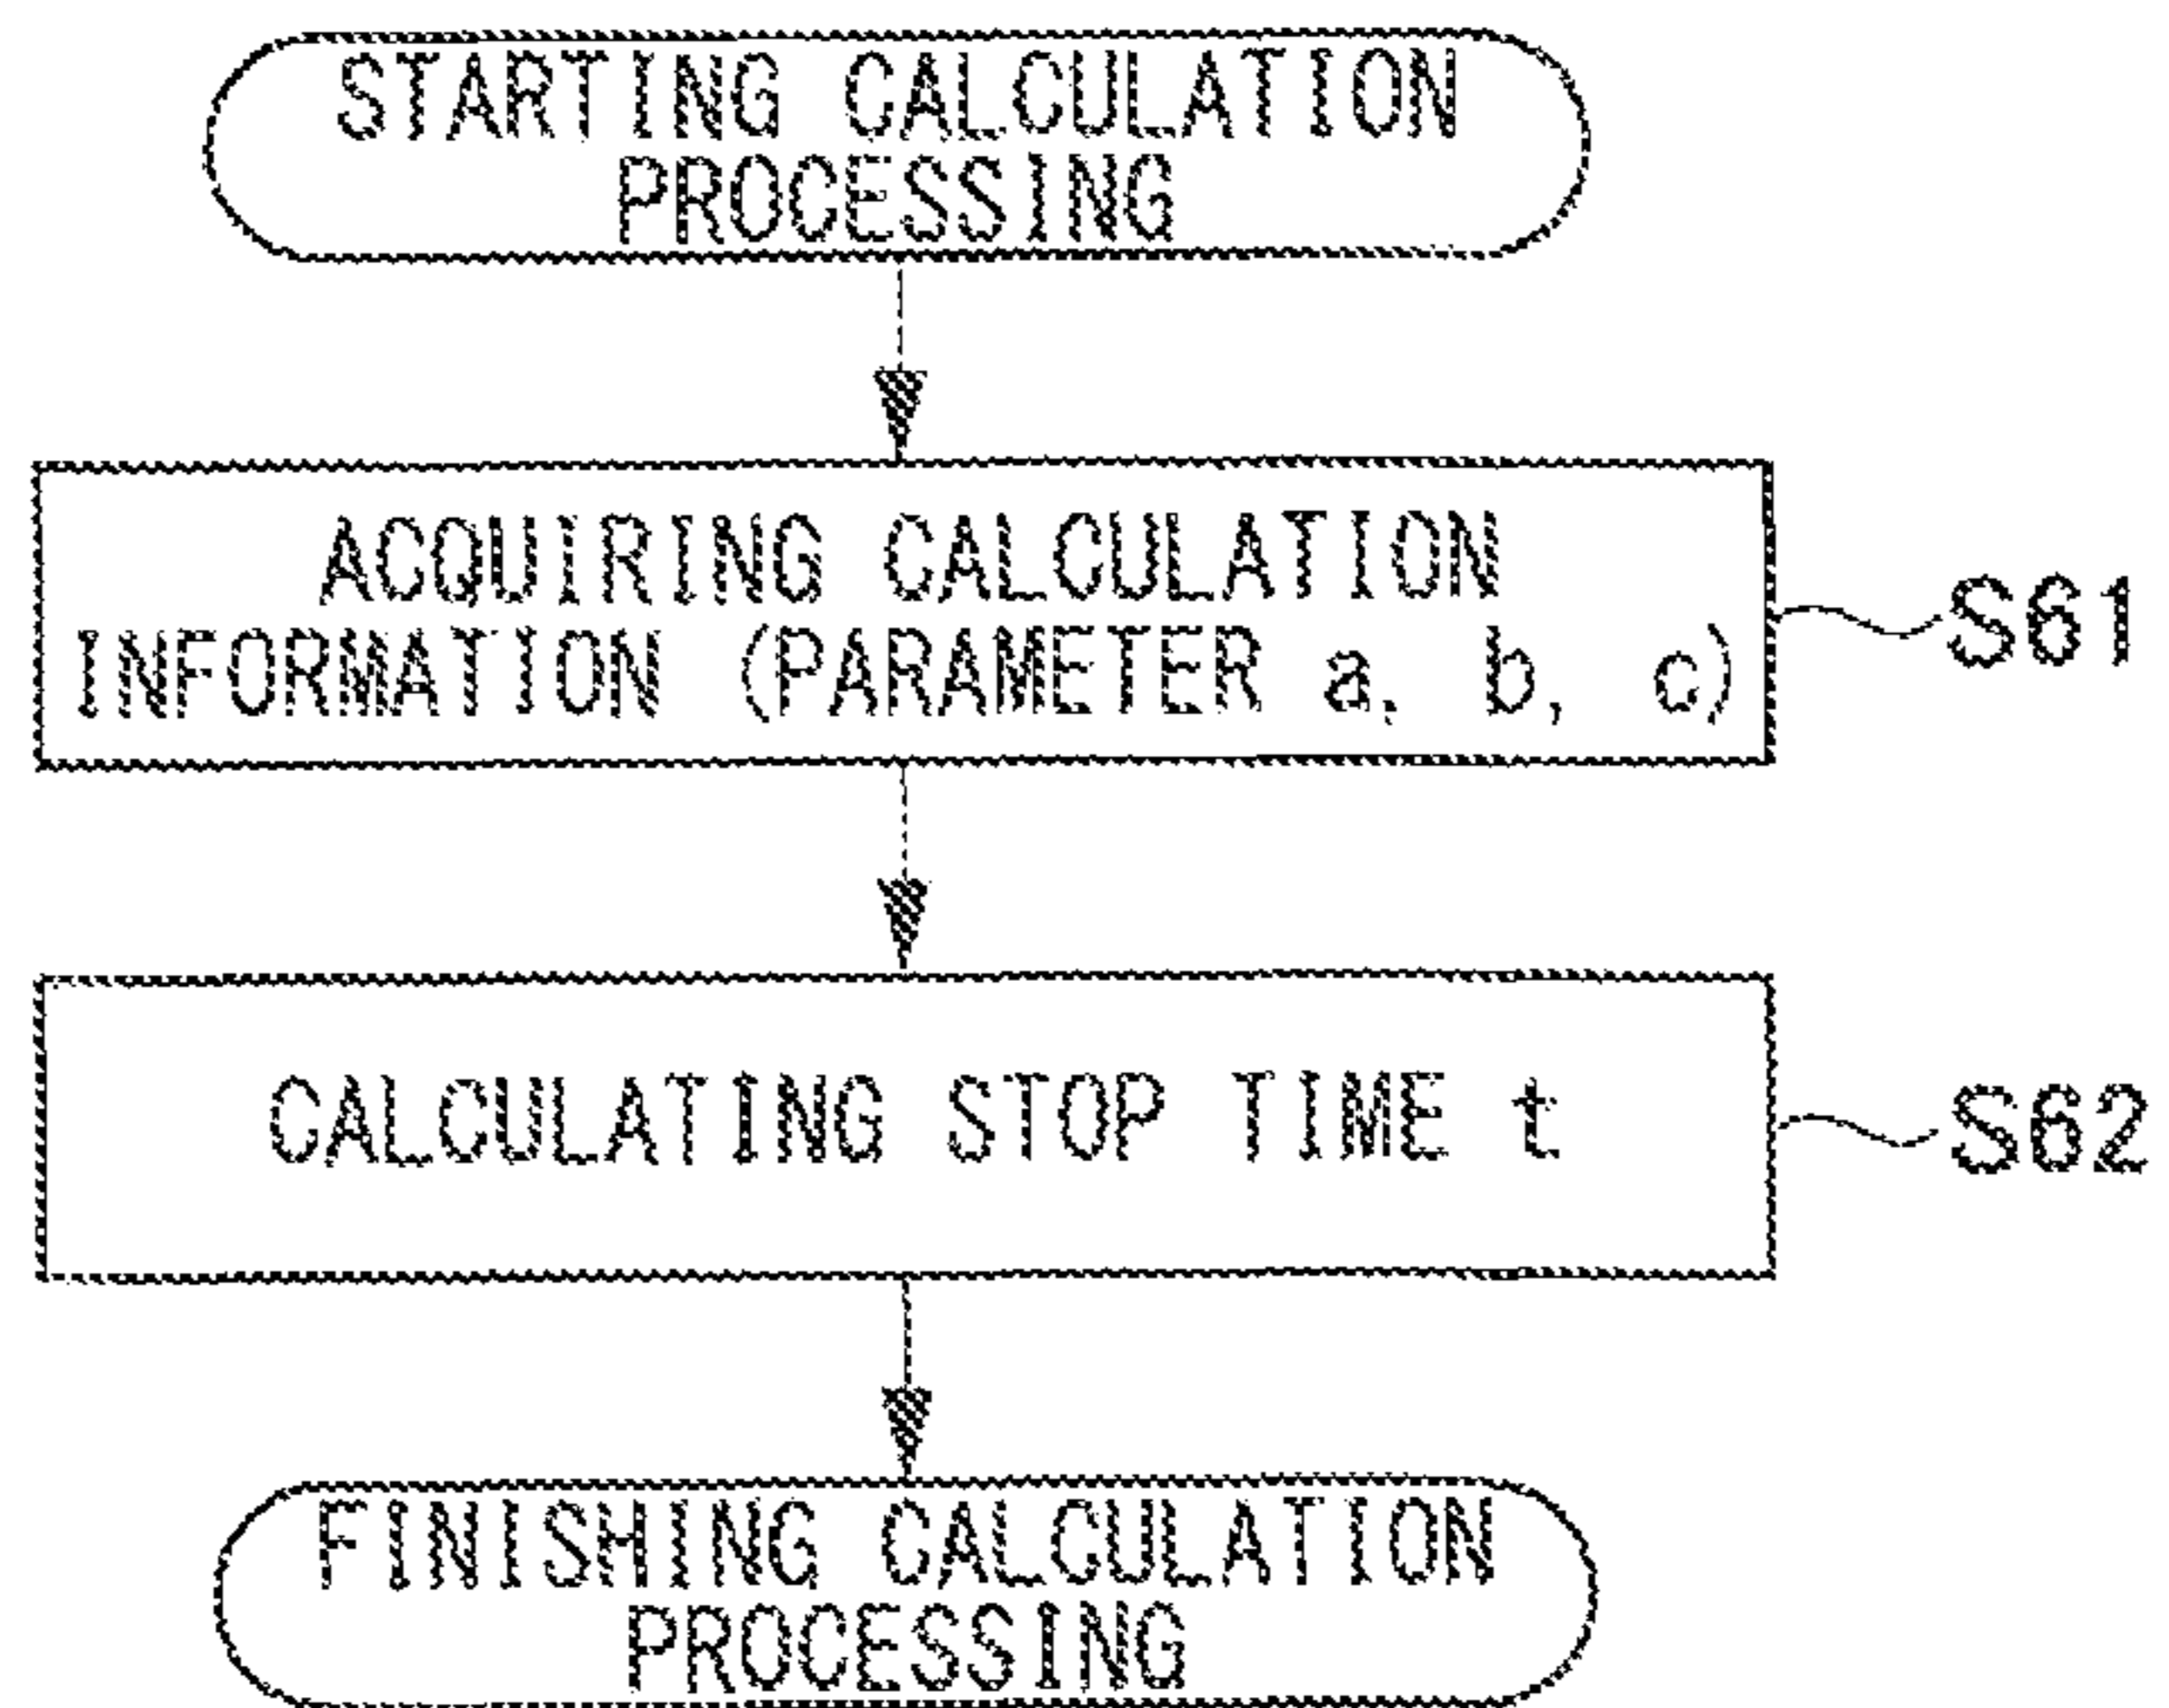 STARTING CALCULATION
PROCESSING
ACQUIRING CALCULATION
INFORMATION (PARAMETER a, b, c)
S61
CALCULATING STOP TIME t
S62
FINISHING CALCULATION
PROCESSING